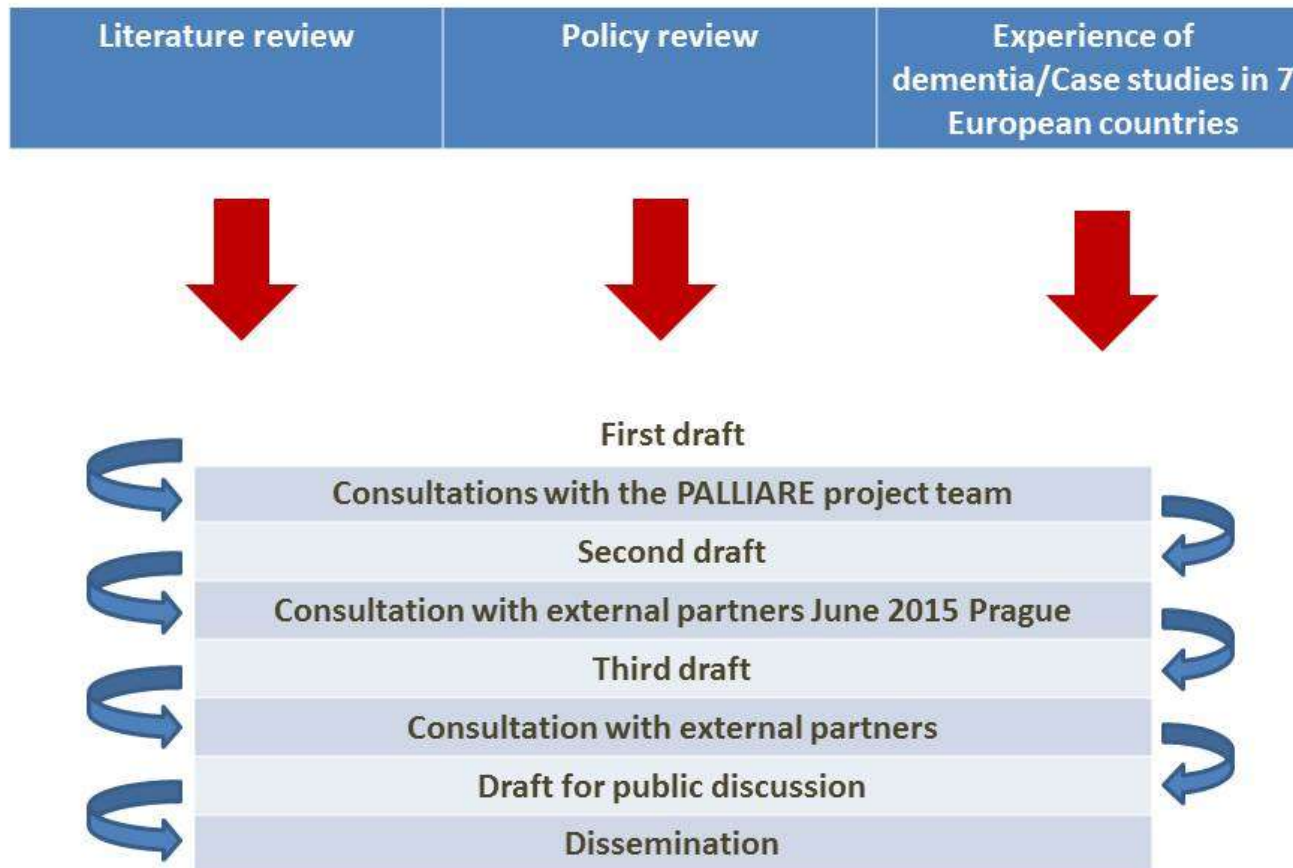 Literature review
Policy review
Experience of
dementia/Case studies in 7
European countries
First draft
Consultations with the PALLIARE project team
Second draft
Consultation with external partners June 2015 Prague
Third draft
Consultation with external partners
Draft for public discussion
Dissemination